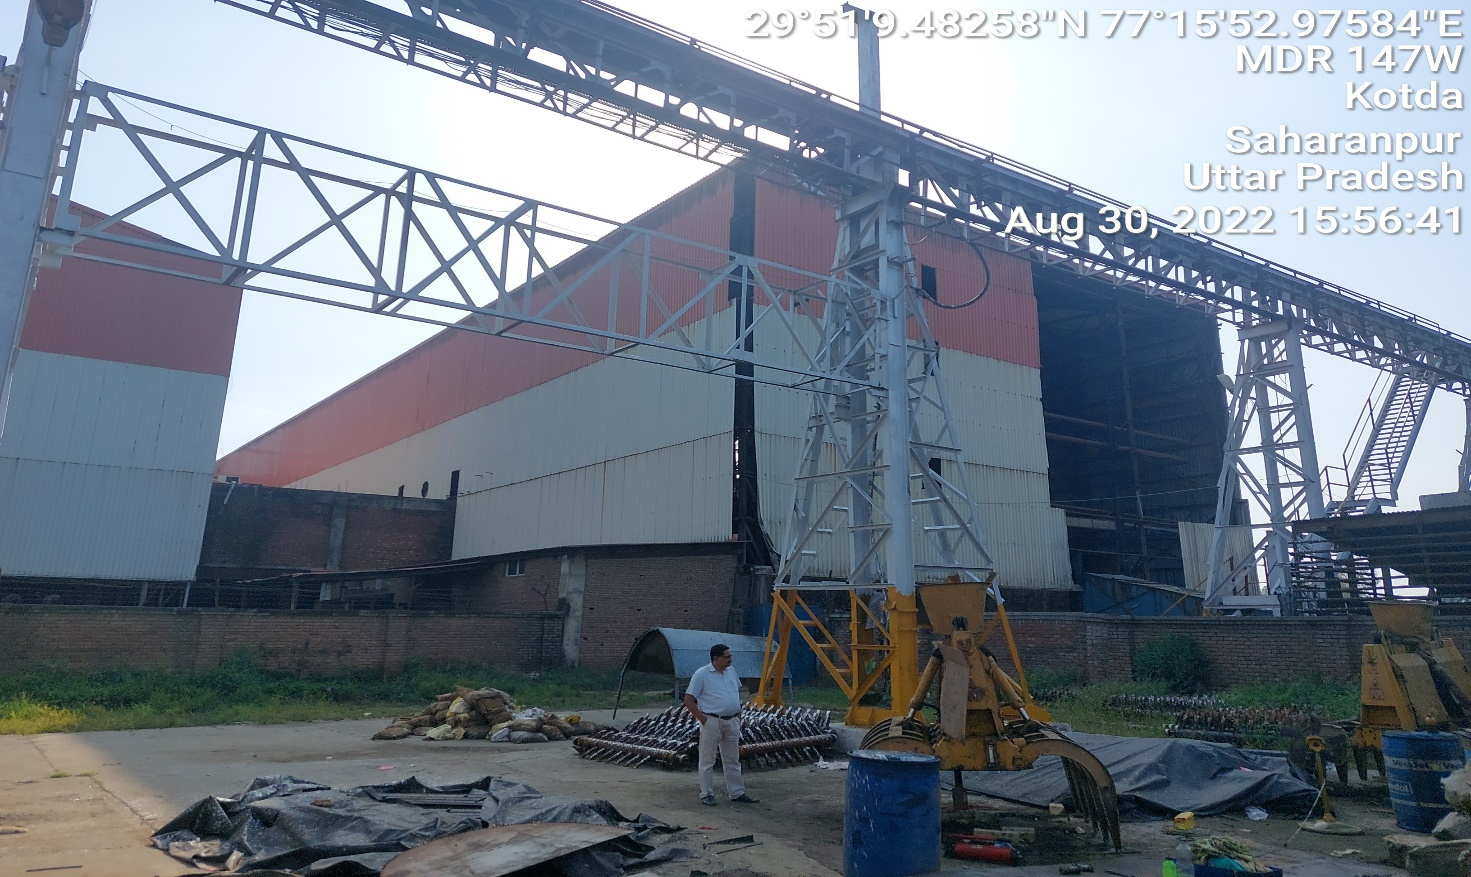 29°51'9.48258"N 77°15'52.97584"E
MDR 147W
Kotda
Saharanpur
Uttar Pradesh
Aug 30, 2022 15:56:41